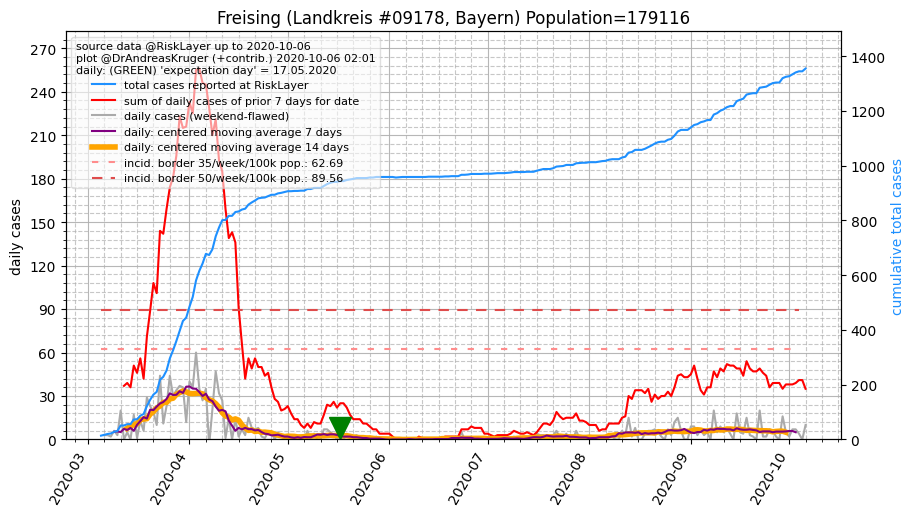 Freising (Landkreis #09178, Bayern) Population=179116
source data @RiskLayer up to 2020-10-06
plot @DrAndreasKruger (+contrib.) 2020-10-06 02:01
daily: (GREEN) 'expectation day' = 17.05.2020
total cases reported at RiskLayer
sum of daily cases of prior 7 days for date
daily cases (weekend-flawed)
daily: centered moving average 7 days
daily: centered moving average 14 days
incid. border 35/week/100k pop.: 62.69
incid. border 50/week/100k pop.: 89.56
daily cases
270
240
210
180
150
120
90
60
30
0
1400
1200
1000
800
600
400
200
0
cumulative total cases
2020-03
2020-04
2020-05
2020-06
2020-07
2020-08
2020-09
2020-10